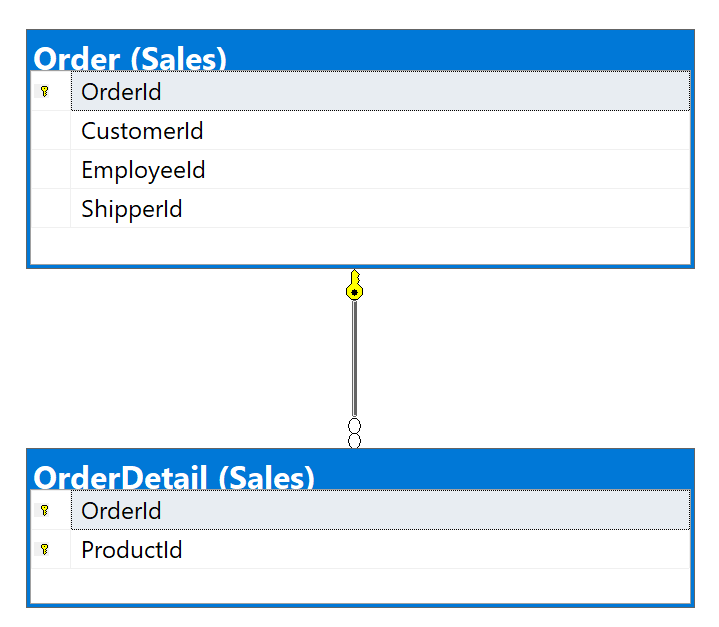 Order (Sales)
OrderId
CustomerId
EmployeeId
ShipperId
OrderDetail (Sales)
OrderId
ProductId